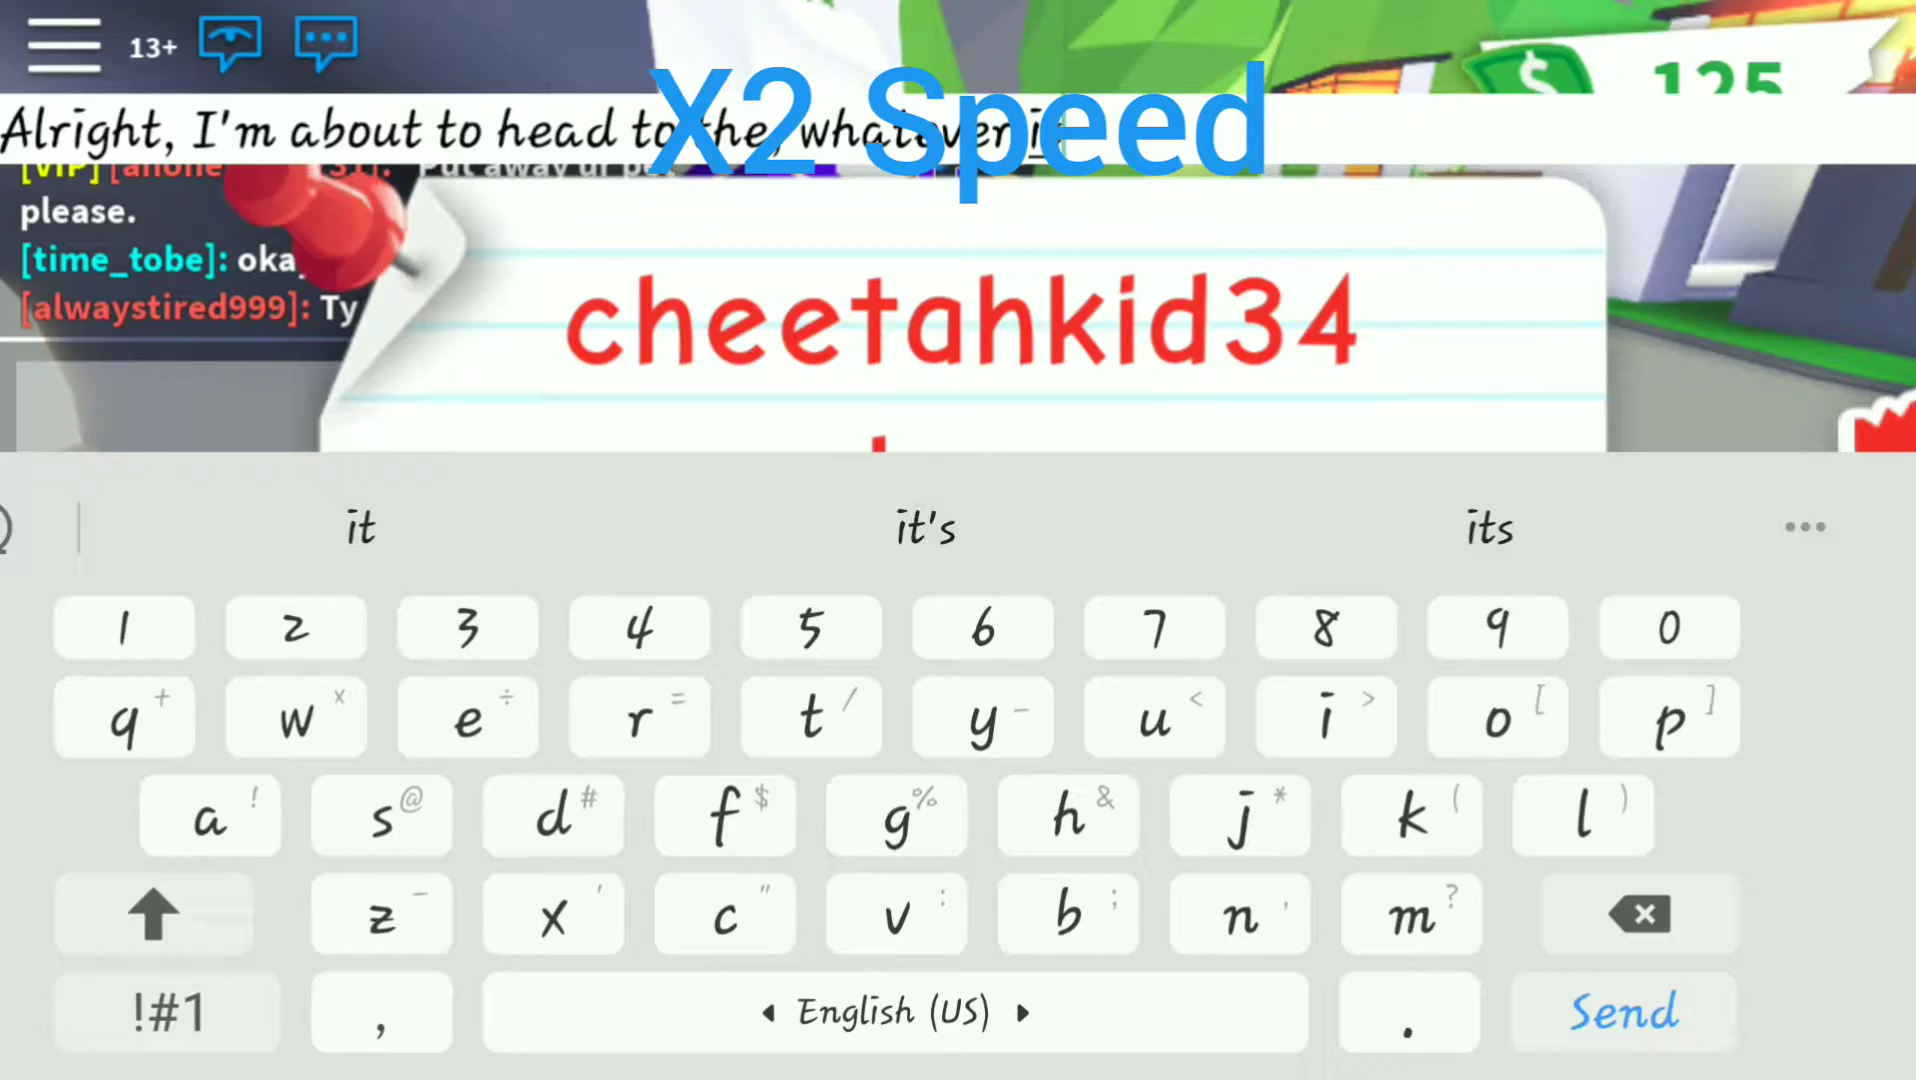 13+
125
X2 Speed
Alright, I'm about to head to the, whatever i
[VIP] [
please.
[time_tobe]: oka
[alwaystired999]: Ty
cheetahkid34
it it's its
1 2 3 4 5 6 7 8 9 0
q + w x e ÷ r = t / y - u < i > o [ p ]
a ! s @ d # f $ g % h & j * k ( l )
z - x ' c " v : b ; n , m ?
!#1 , English (US) . Send